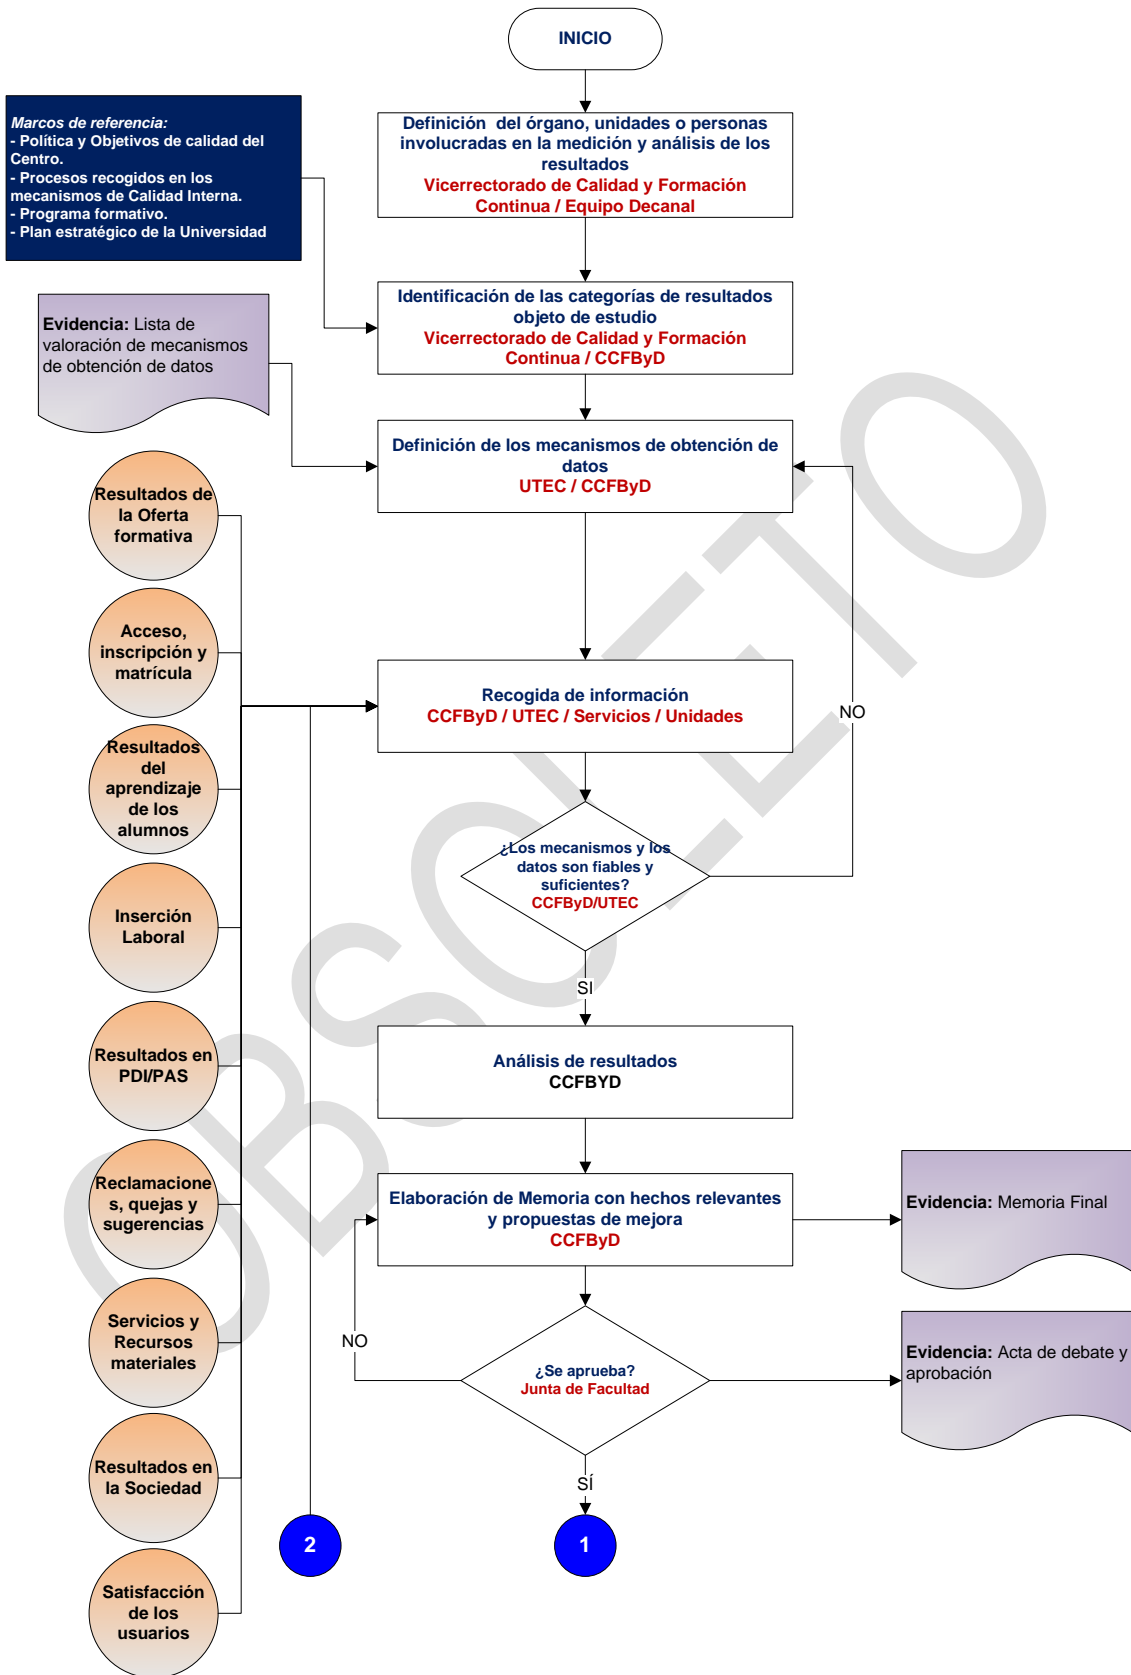 INICIO
Definición del órgano, unidades o personas
involucradas en la medición y análisis de los
resultados
Vicerrectorado de Calidad y Formación
Continua / Equipo Decanal
Marcos de referencia:
- Política y Objetivos de calidad del
Centro.
- Procesos recogidos en los
mecanismos de Calidad Interna.
- Programa formativo.
- Plan estratégico de la Universidad
Identificación de las categorías de resultados
objeto de estudio
Vicerrectorado de Calidad y Formación
Continua / CCFByD
Evidencia: Lista de
valoración de mecanismos
de obtención de datos
Definición de los mecanismos de obtención de
datos
UTEC / CCFByD
Resultados de
la Oferta
formativa
Acceso,
inscripción y
matrícula
Recogida de información
CCFByD / UTEC / Servicios / Unidades
NO
Resultados
del
aprendizaje
de los
alumnos
¿Los mecanismos y los
datos son fiables y
suficientes?
CCFByD/UTEC
Inserción
Laboral
SI
Resultados en
PDI/PAS
Análisis de resultados
CCFBYD
Reclamacione
s, quejas y
sugerencias
Elaboración de Memoria con hechos relevantes
y propuestas de mejora
CCFByD
Evidencia: Memoria Final
Servicios y
Recursos
materiales
NO
¿Se aprueba?
Junta de Facultad
Evidencia: Acta de debate y
aprobación
Resultados en
la Sociedad
SÍ
2
1
Satisfacción
de los
usuarios
OBSOLETO